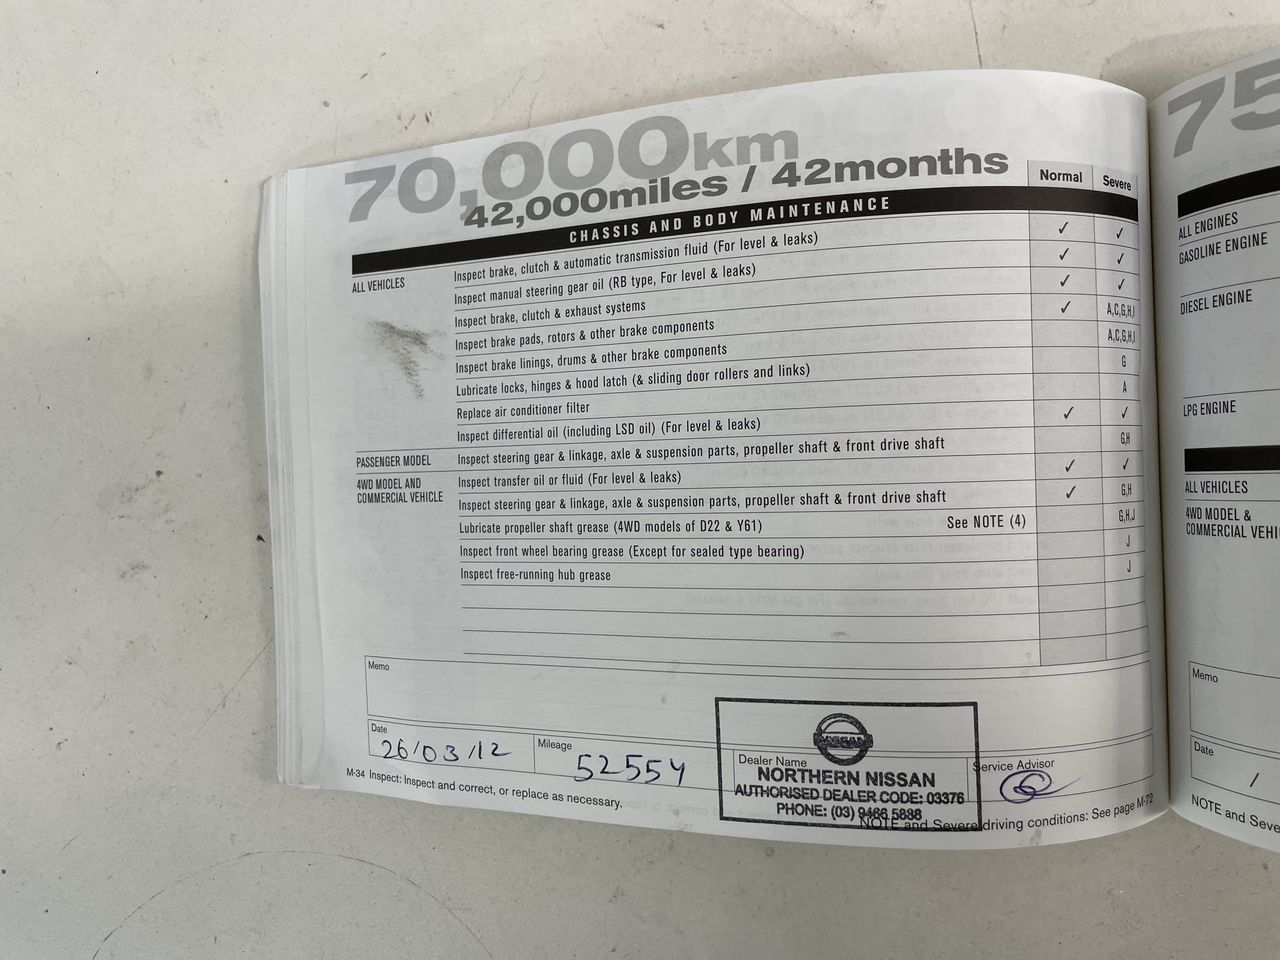 70,000km
42,000miles / 42months
Normal Severe
CHASSIS AND BODY MAINTENANCE
ALL VEHICLES Inspect brake, clutch & automatic transmission fluid (For level & leaks) ✓ ✓
Inspect manual steering gear oil (RB type, For level & leaks) ✓ ✓
Inspect brake, clutch & exhaust systems ✓ ✓
Inspect brake pads, rotors & other brake components ✓ A,C,G,H,I
Inspect brake linings, drums & other brake components A,C,G,H,I
Lubricate locks, hinges & hood latch (& sliding door rollers and links) G
Replace air conditioner filter A
Inspect differential oil (including LSD oil) (For level & leaks) ✓ ✓
PASSENGER MODEL Inspect steering gear & linkage, axle & suspension parts, propeller shaft & front drive shaft G,H
4WD MODEL AND COMMERCIAL VEHICLE Inspect transfer oil or fluid (For level & leaks) ✓ ✓
Inspect steering gear & linkage, axle & suspension parts, propeller shaft & front drive shaft ✓ G,H
Lubricate propeller shaft grease (4WD models of D22 & Y61) See NOTE (4) G,H,J
Inspect front wheel bearing grease (Except for sealed type bearing) J
Inspect free-running hub grease J
Memo
Date 26/03/12
Mileage 52554
Dealer Name
Service Advisor
NISSAN
NORTHERN NISSAN
AUTHORISED DEALER CODE: 03376
PHONE: (03) 9466 5888
M-34 Inspect: Inspect and correct, or replace as necessary.
NOTE and Severe driving conditions: See page M-72
75
ALL ENGINES
GASOLINE ENGINE
DIESEL ENGINE
LPG ENGINE
ALL VEHICLES
4WD MODEL &
COMMERCIAL VEHI
Memo
Date
/
NOTE and Seve